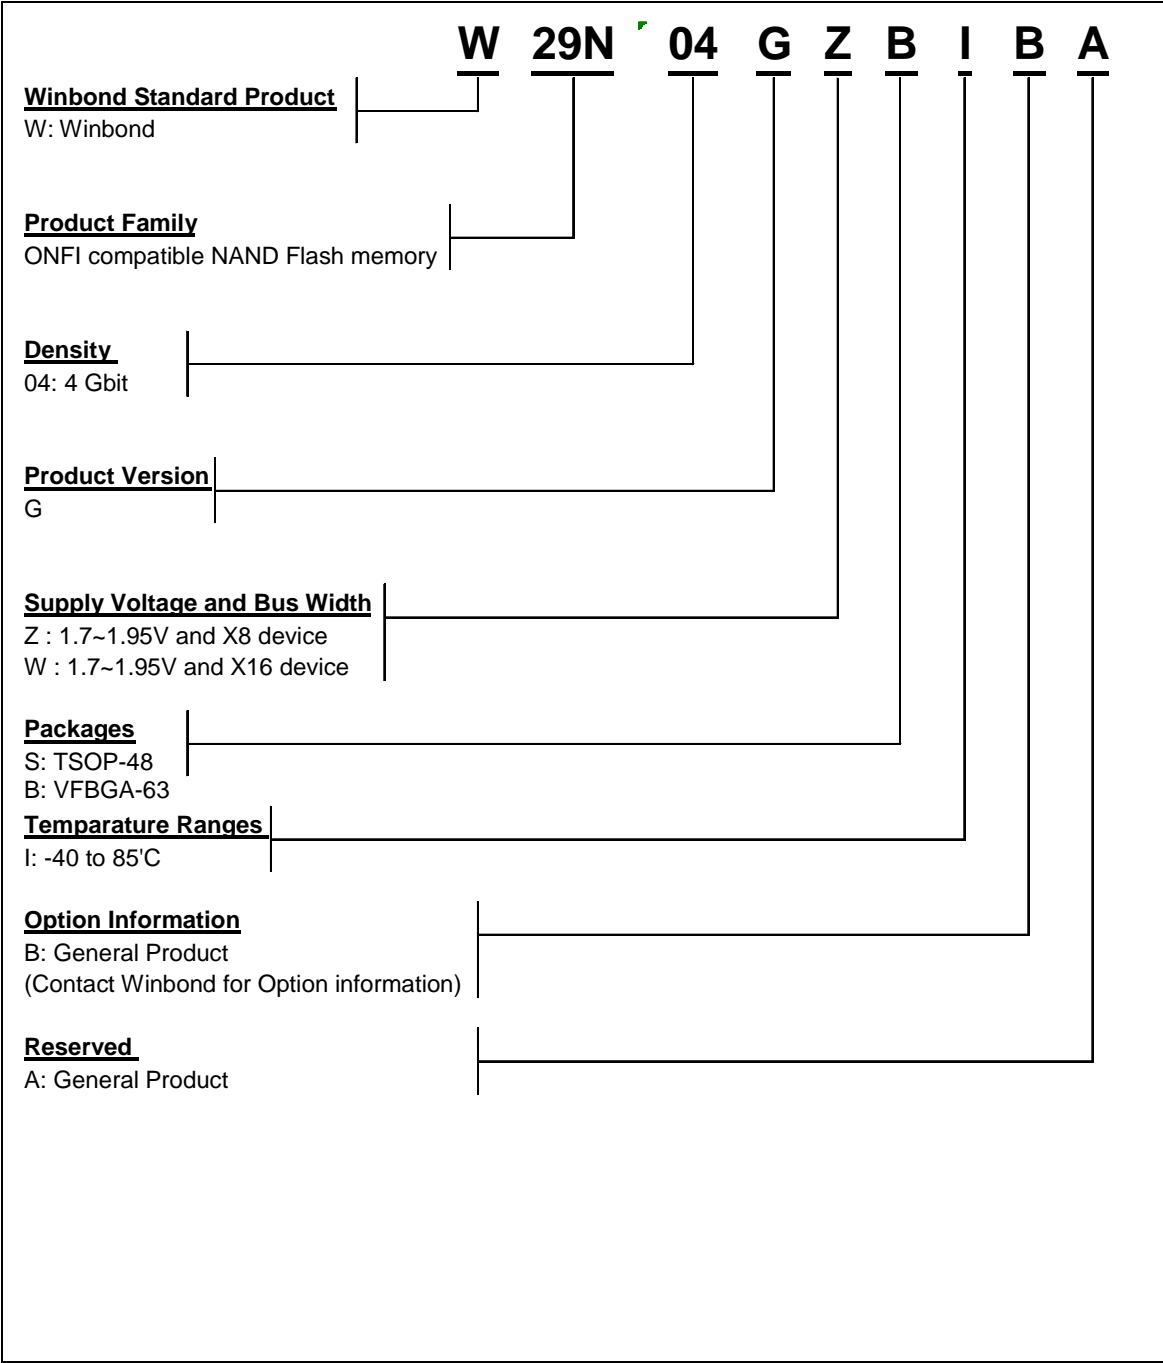 W 29N 04 G Z B I B A
Winbond Standard Product
W: Winbond
Product Family
ONFI compatible NAND Flash memory
Density
04: 4 Gbit
Product Version
G
Supply Voltage and Bus Width
Z : 1.7~1.95V and X8 device
W : 1.7~1.95V and X16 device
Packages
S: TSOP-48
B: VFBGA-63
Temparature Ranges
I: -40 to 85'C
Option Information
B: General Product
(Contact Winbond for Option information)
Reserved
A: General Product